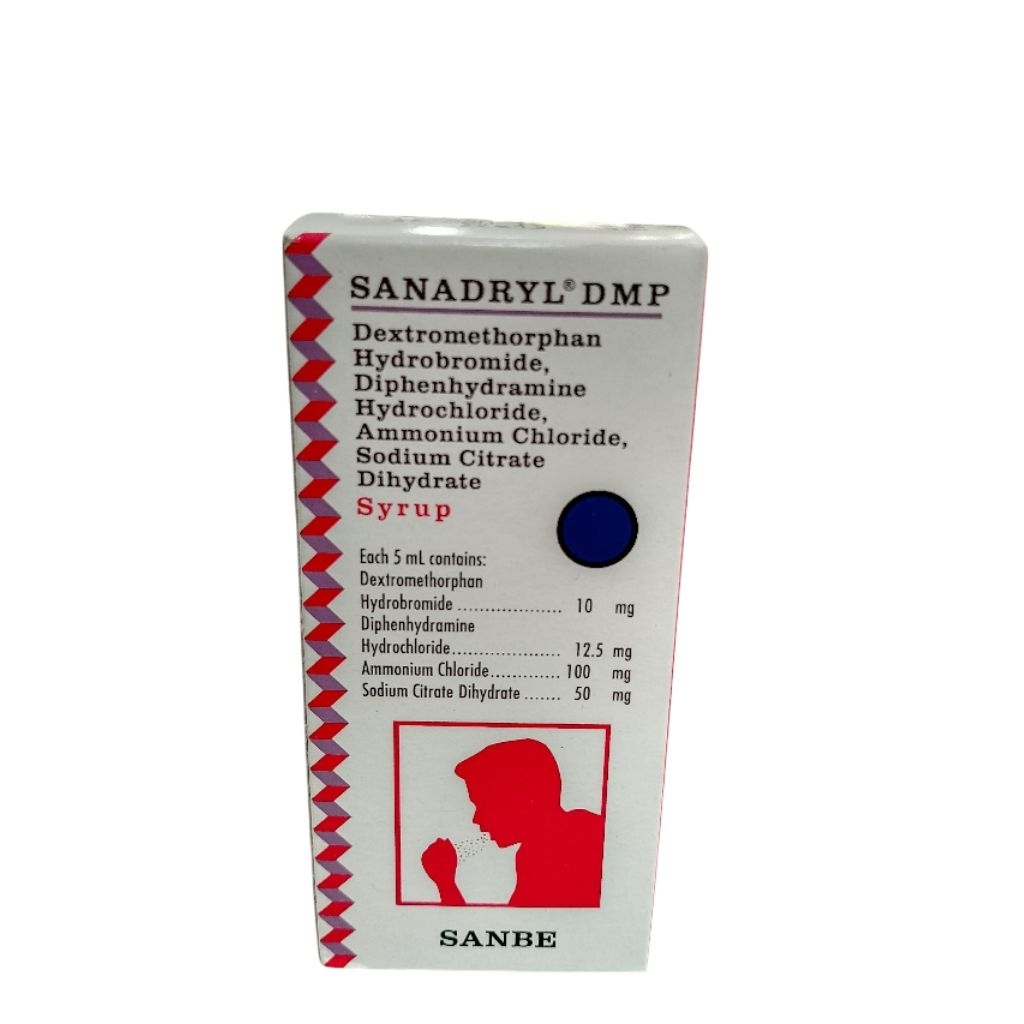 SANADRYL® DMP
Dextromethorphan
Hydrobromide,
Diphenhydramine
Hydrochloride,
Ammonium Chloride,
Sodium Citrate
Dihydrate
Syrup
Each 5 mL contains:
Dextromethorphan
Hydrobromide ................... 10 mg
Diphenhydramine
Hydrochloride.................... 12.5 mg
Ammonium Chloride............. 100 mg
Sodium Citrate Dihydrate ....... 50 mg
SANBE